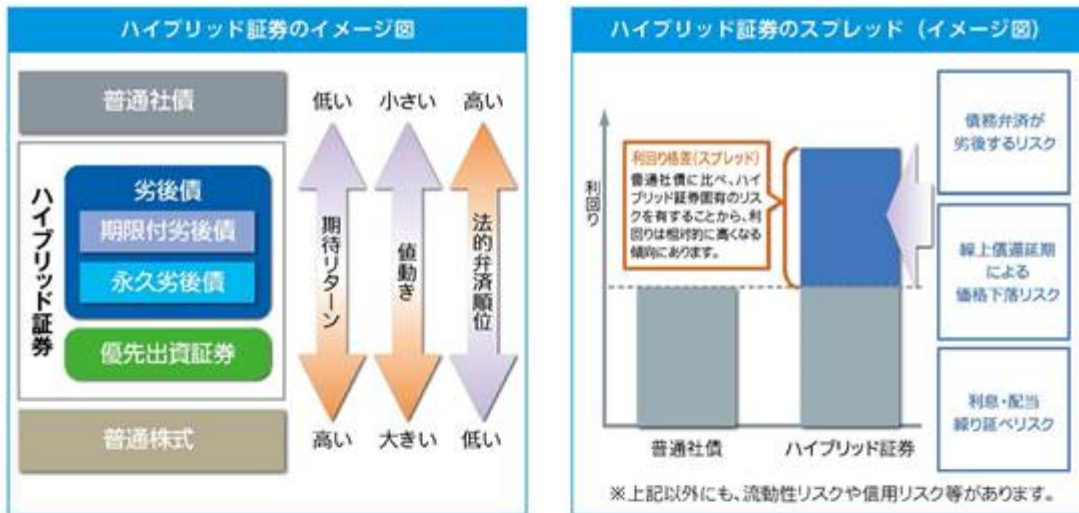 ハイブリッド証券のイメージ図
普通社債
ハイブリッド証券
劣後債
期限付劣後債
永久劣後債
優先出資証券
普通株式
低い 小さい 高い
期待リターン
値動き
法的弁済順位
高い 大きい 低い
ハイブリッド証券のスプレッド（イメージ図）
利回り
利回り格差(スプレッド)
普通社債に比べ、ハイ
ブリッド証券固有のリス
クを有することから、利
回りは相対的に高くなる
傾向にあります。
普通社債
ハイブリッド証券
債務弁済が
劣後するリスク
繰上償還延期
による
価格下落リスク
利息・配当
繰り延べリスク
※上記以外にも、流動性リスクや信用リスク等があります。